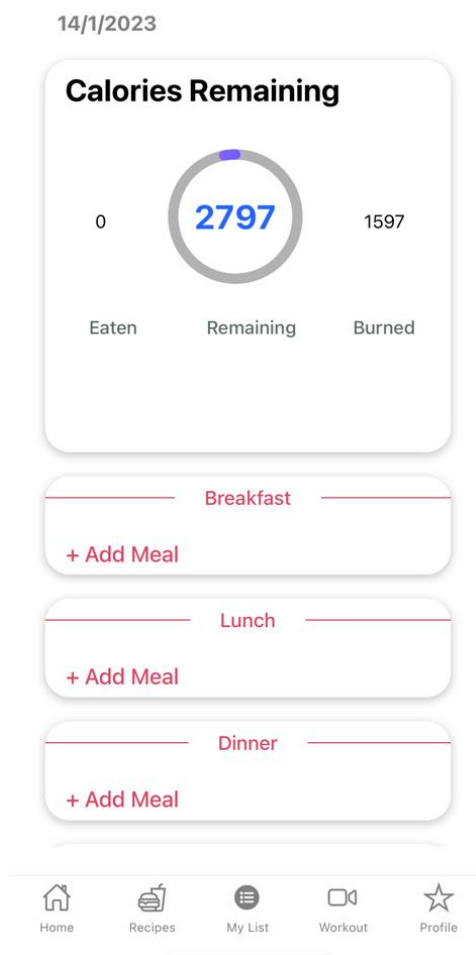 14/1/2023
Calories Remaining
0 2797 1597
Eaten Remaining Burned
Breakfast
+ Add Meal
Lunch
+ Add Meal
Dinner
+ Add Meal
Home Recipes My List Workout Profile